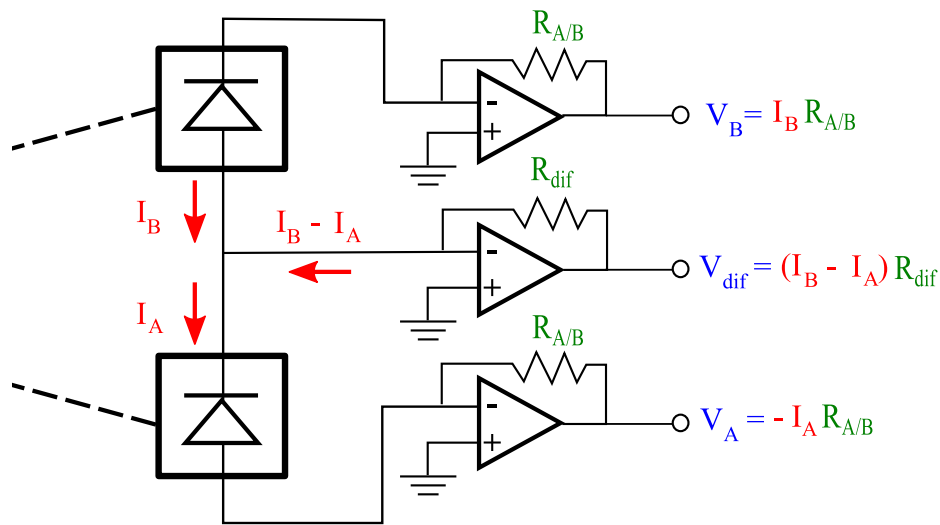 R_A/B
-
+
V_B = I_B R_A/B
I_B
R_dif
I_B - I_A
-
+
V_dif = (I_B - I_A) R_dif
I_A
R_A/B
-
+
V_A = - I_A R_A/B